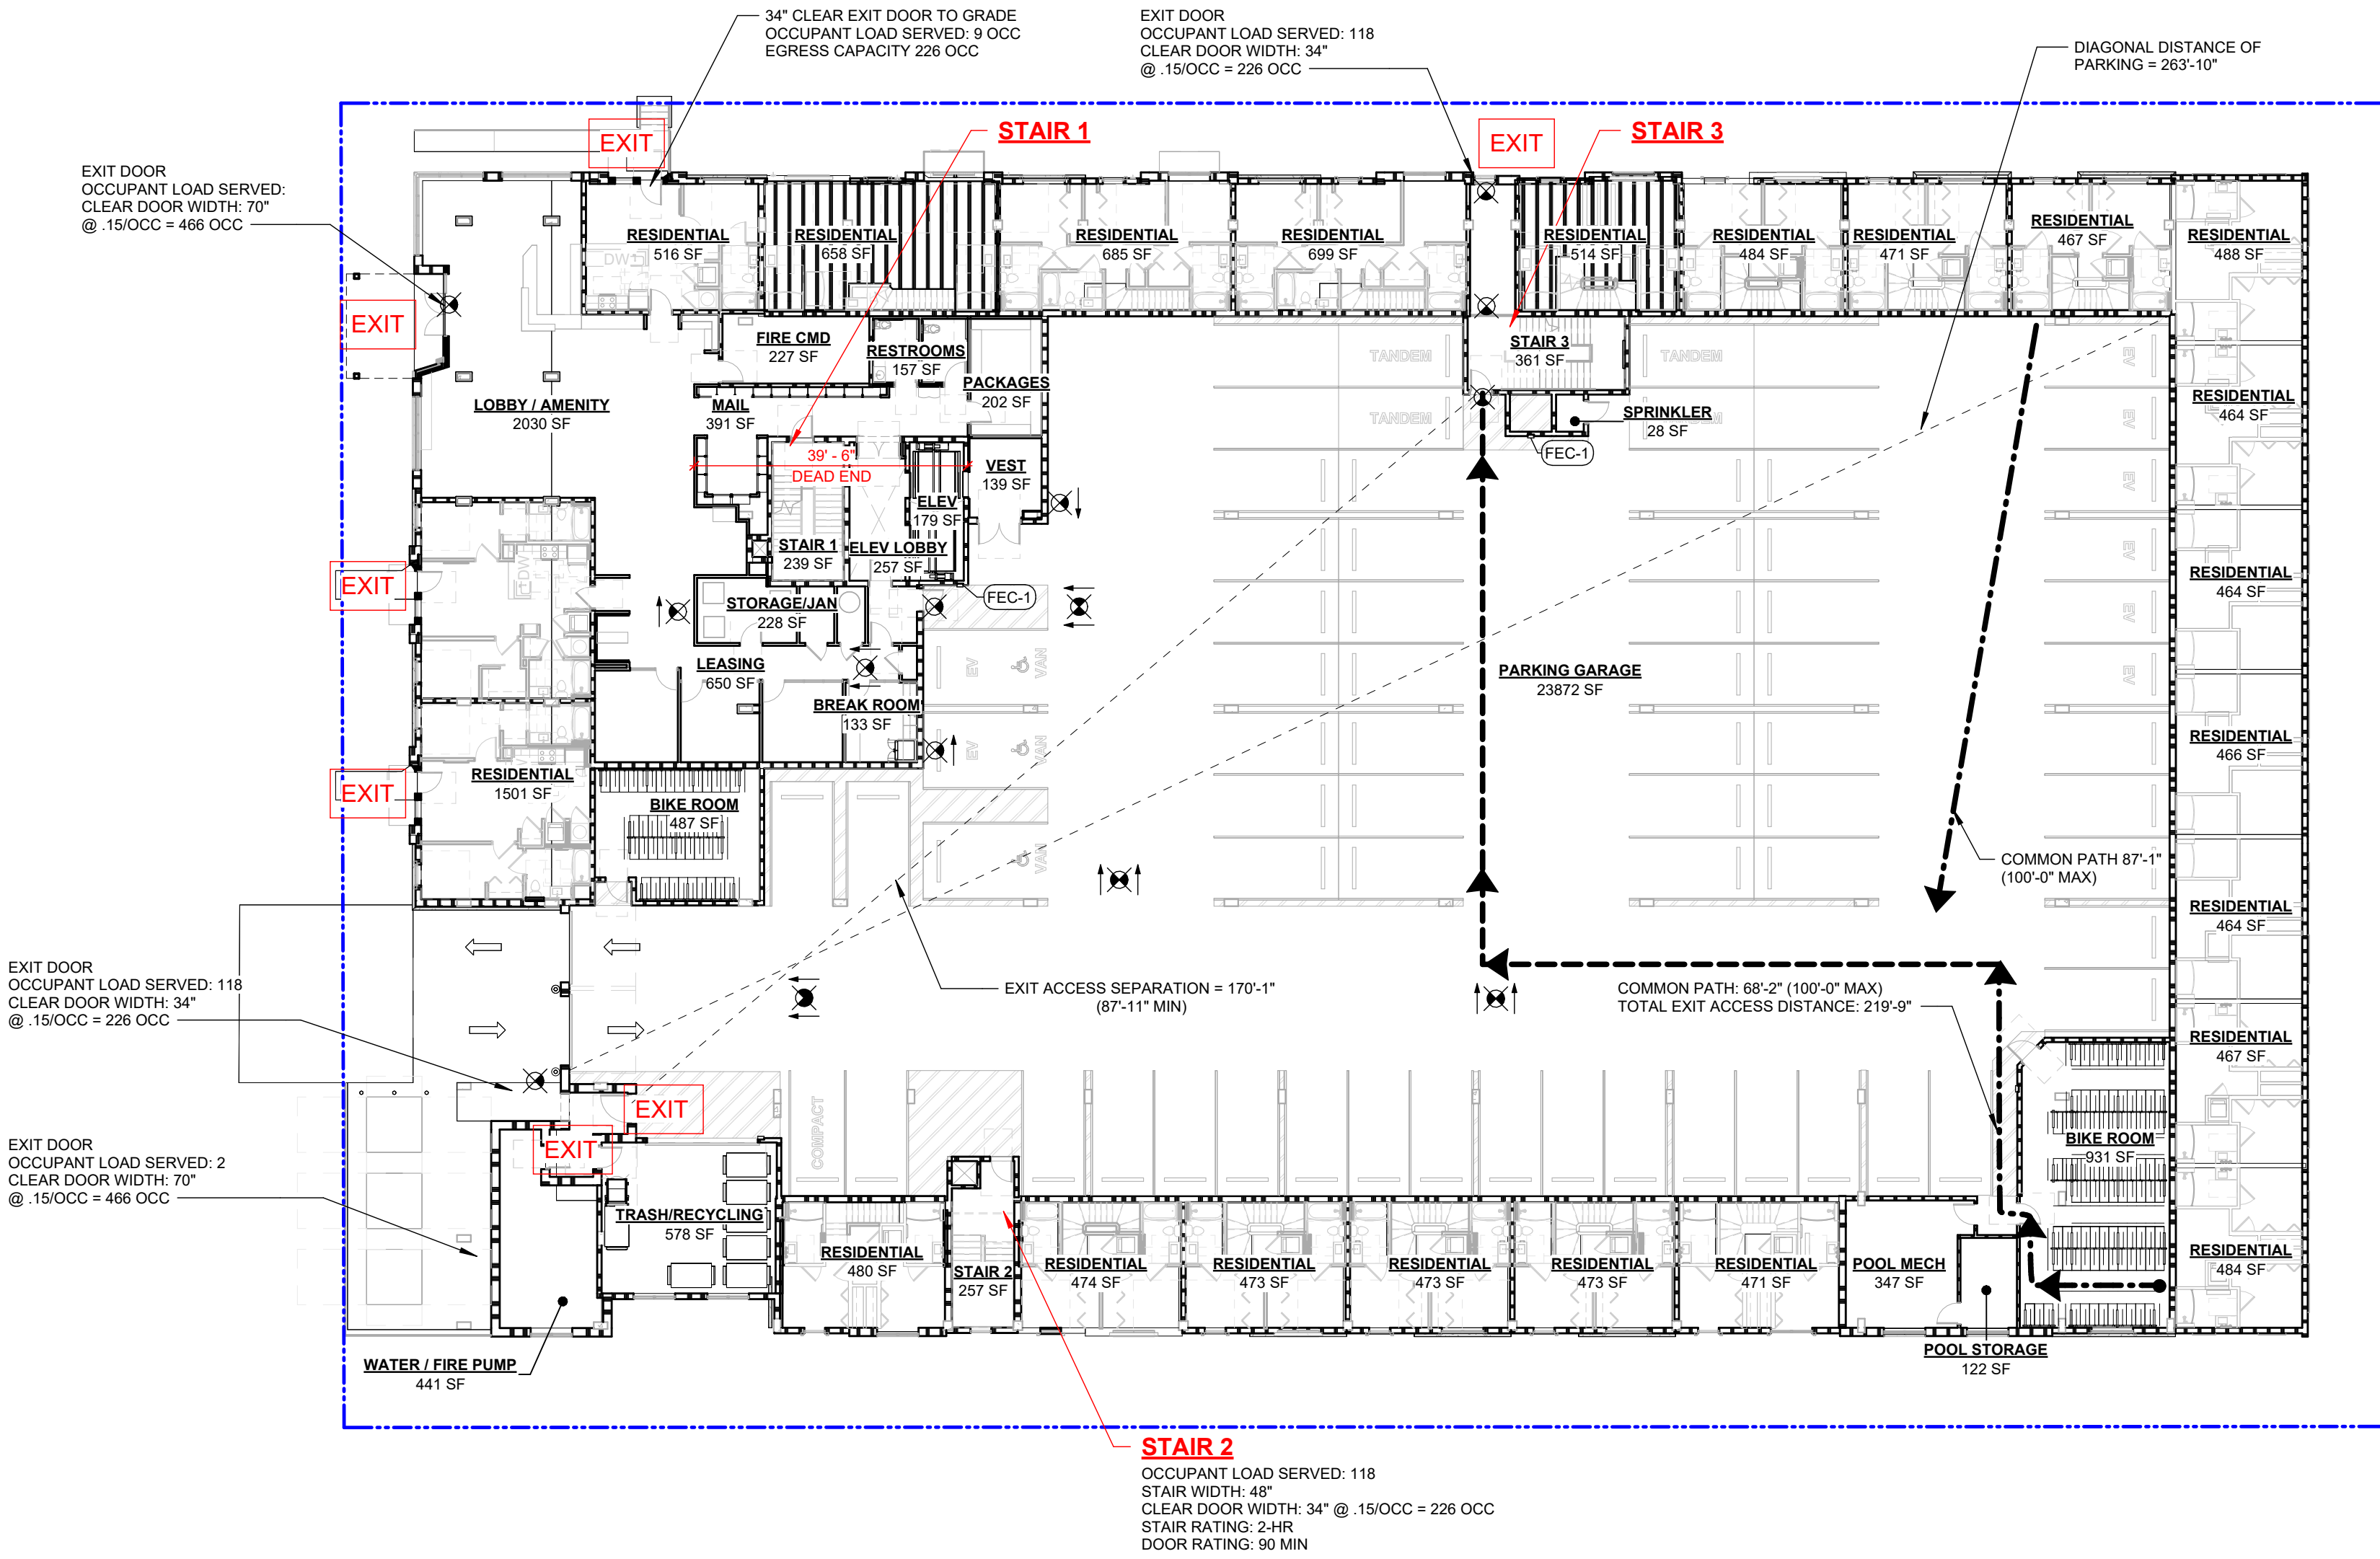 34" CLEAR EXIT DOOR TO GRADE
OCCUPANT LOAD SERVED: 9 OCC
EGRESS CAPACITY 226 OCC
EXIT DOOR
OCCUPANT LOAD SERVED: 118
CLEAR DOOR WIDTH: 34"
@ .15/OCC = 226 OCC
DIAGONAL DISTANCE OF
PARKING = 263'-10"
EXIT
STAIR 1
EXIT
STAIR 3
EXIT DOOR
OCCUPANT LOAD SERVED:
CLEAR DOOR WIDTH: 70"
@ .15/OCC = 466 OCC
RESIDENTIAL
516 SF
DW
RESIDENTIAL
658 SF
RESIDENTIAL
685 SF
RESIDENTIAL
699 SF
RESIDENTIAL
514 SF
RESIDENTIAL
484 SF
RESIDENTIAL
471 SF
RESIDENTIAL
467 SF
RESIDENTIAL
488 SF
EXIT
FIRE CMD
227 SF
RESTROOMS
157 SF
PACKAGES
202 SF
LOBBY / AMENITY
2030 SF
MAIL
391 SF
TANDEM
TANDEM
STAIR 3
361 SF
TANDEM
TANDEM
SPRINKLER
28 SF
FEC-1
EV
EV
EV
EV
EV
EV
RESIDENTIAL
464 SF
39' - 6"
DEAD END
VEST
139 SF
ELEV
179 SF
STAIR 1
239 SF
ELEV LOBBY
257 SF
FEC-1
EXIT
DW
STORAGE/JAN
228 SF
RESIDENTIAL
464 SF
LEASING
650 SF
BREAK ROOM
133 SF
EV
VAN
EV
VAN
VAN
PARKING GARAGE
23872 SF
RESIDENTIAL
466 SF
EXIT
RESIDENTIAL
1501 SF
BIKE ROOM
487 SF
COMMON PATH 87'-1"
(100'-0" MAX)
RESIDENTIAL
464 SF
EXIT DOOR
OCCUPANT LOAD SERVED: 118
CLEAR DOOR WIDTH: 34"
@ .15/OCC = 226 OCC
EXIT ACCESS SEPARATION = 170'-1"
(87'-11" MIN)
COMMON PATH: 68'-2" (100'-0" MAX)
TOTAL EXIT ACCESS DISTANCE: 219'-9"
RESIDENTIAL
467 SF
EXIT
EXIT
COMPACT
EXIT DOOR
OCCUPANT LOAD SERVED: 2
CLEAR DOOR WIDTH: 70"
@ .15/OCC = 466 OCC
BIKE ROOM
931 SF
TRASH/RECYCLING
578 SF
RESIDENTIAL
480 SF
STAIR 2
257 SF
RESIDENTIAL
474 SF
RESIDENTIAL
473 SF
RESIDENTIAL
473 SF
RESIDENTIAL
473 SF
RESIDENTIAL
471 SF
POOL MECH
347 SF
RESIDENTIAL
484 SF
WATER / FIRE PUMP
441 SF
POOL STORAGE
122 SF
STAIR 2
OCCUPANT LOAD SERVED: 118
STAIR WIDTH: 48"
CLEAR DOOR WIDTH: 34" @ .15/OCC = 226 OCC
STAIR RATING: 2-HR
DOOR RATING: 90 MIN